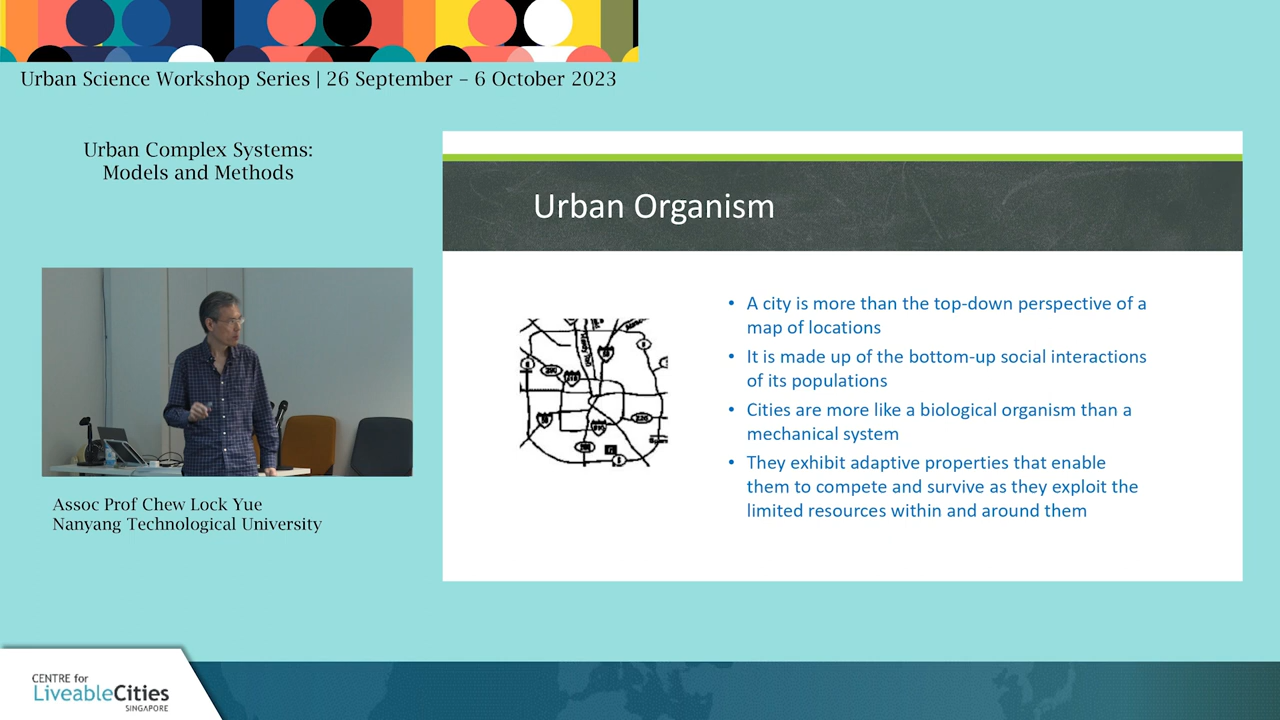 Urban Science Workshop Series | 26 September – 6 October 2023
Urban Complex Systems:
Models and Methods
Assoc Prof Chew Lock Yue
Nanyang Technological University
Urban Organism
• A city is more than the top-down perspective of a
map of locations
• It is made up of the bottom-up social interactions
of its populations
• Cities are more like a biological organism than a
mechanical system
• They exhibit adaptive properties that enable
them to compete and survive as they exploit the
limited resources within and around them
CENTRE for
LiveableCities
SINGAPORE